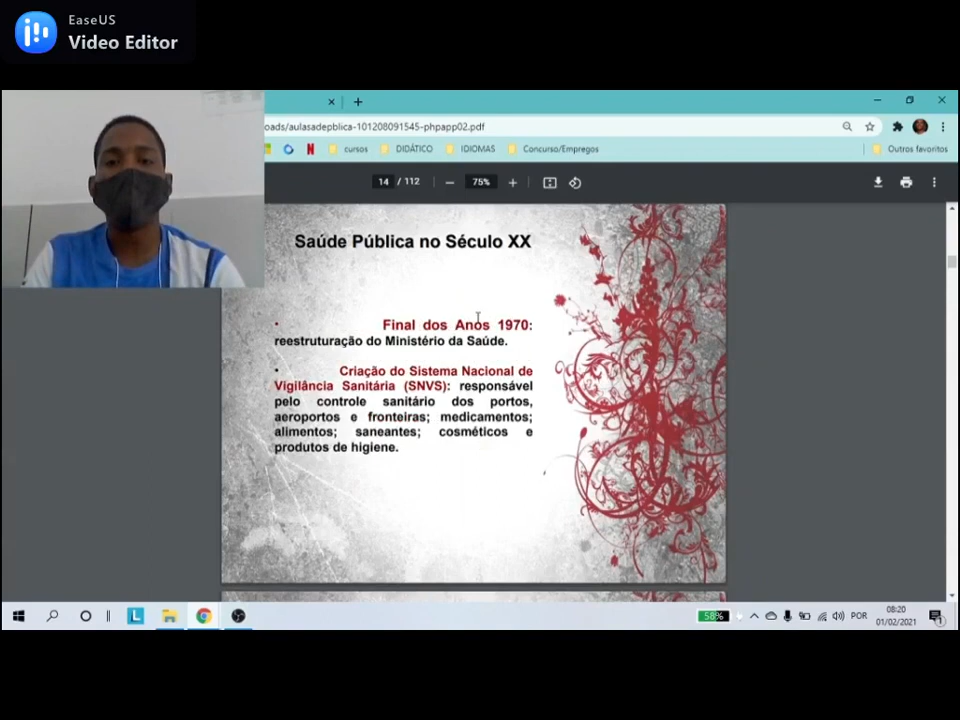 EaseUS
Video Editor
oads/aulasadepblica-101208091545-phpapp02.pdf
cursos DIDÁTICO IDIOMAS Concurso/Empregos Outros favoritos
14 / 112 75%
Saúde Pública no Século XX
• Final dos Anos 1970:
reestruturação do Ministério da Saúde.
• Criação do Sistema Nacional de
Vigilância Sanitária (SNVS): responsável
pelo controle sanitário dos portos,
aeroportos e fronteiras; medicamentos;
alimentos; saneantes; cosméticos e
produtos de higiene.
58% POR 08:20
01/02/2021